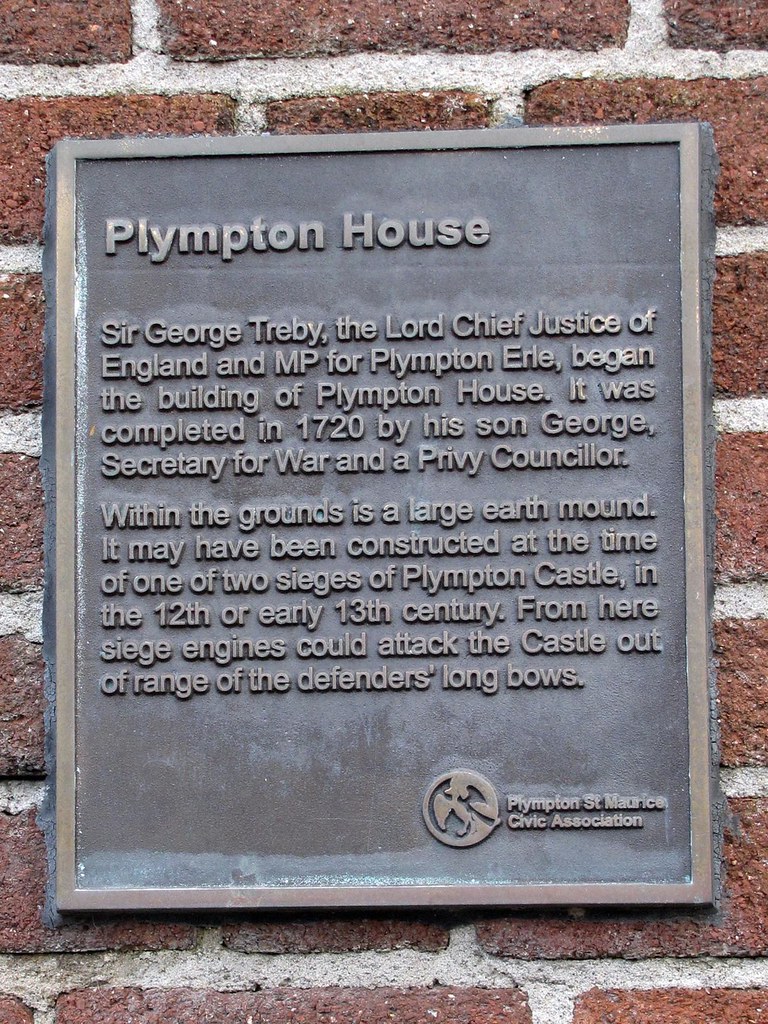 Plympton House
Sir George Treby, the Lord Chief Justice of
England and MP for Plympton Erle, began
the building of Plympton House. It was
completed in 1720 by his son George,
Secretary for War and a Privy Councillor.
Within the grounds is a large earth mound.
It may have been constructed at the time
of one of two sieges of Plympton Castle, in
the 12th or early 13th century. From here
siege engines could attack the Castle out
of range of the defenders' long bows.
Plympton St Maurice
Civic Association